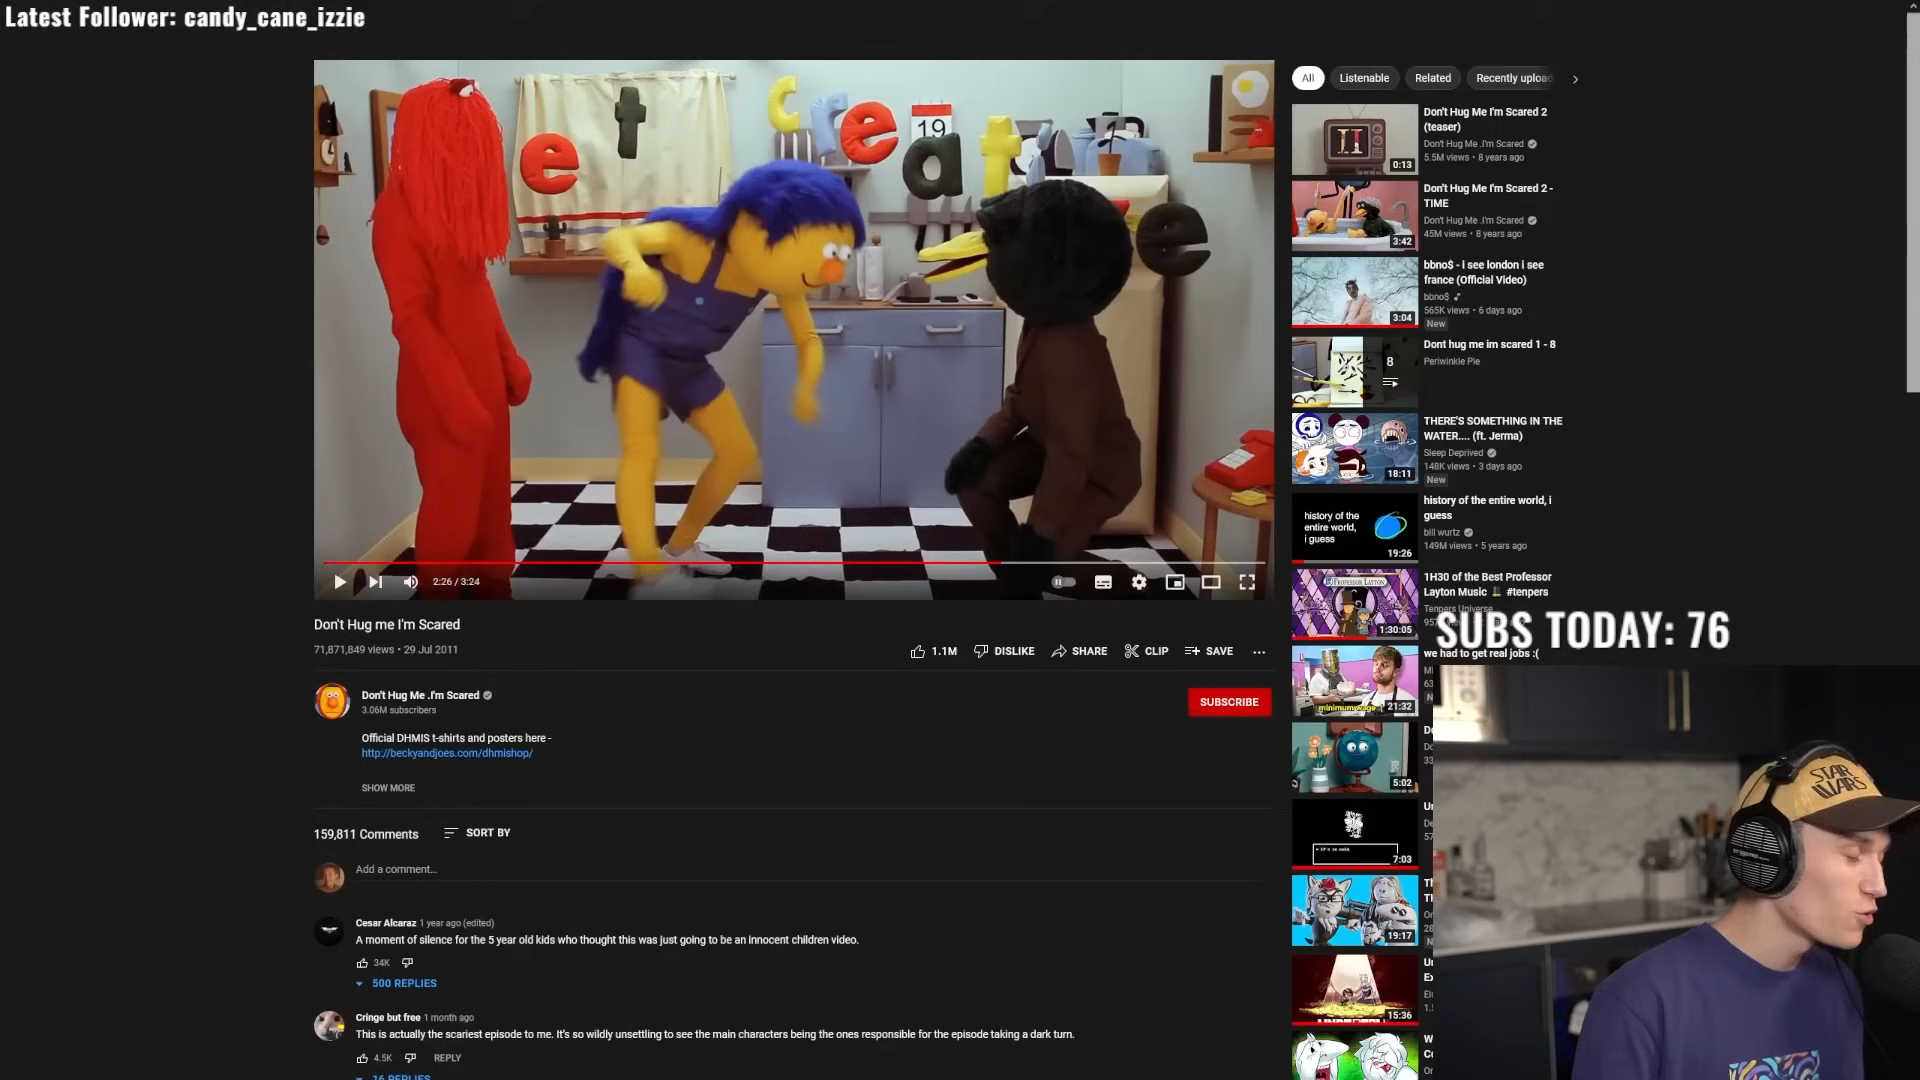 Latest Follower: candy_cane_izzie
et creative
19
2:26 / 3:24
Don't Hug me I'm Scared
71,871,849 views • 29 Jul 2011
1.1M
DISLIKE
SHARE
CLIP
SAVE
Don't Hug Me .I'm Scared
3.06M subscribers
SUBSCRIBE
Official DHMIS t-shirts and posters here -
http://beckyandjoes.com/dhmishop/
SHOW MORE
159,811 Comments
SORT BY
Add a comment...
Cesar Alcaraz 1 year ago (edited)
A moment of silence for the 5 year old kids who thought this was just going to be an innocent children video.
34K
500 REPLIES
Cringe but free 1 month ago
This is actually the scariest episode to me. It's so wildly unsettling to see the main characters being the ones responsible for the episode taking a dark turn.
4.5K
REPLY
16 REPLIES
All
Listenable
Related
Recently upload
Don't Hug Me I'm Scared 2
(teaser)
Don't Hug Me .I'm Scared
5.5M views • 8 years ago
0:13
Don't Hug Me I'm Scared 2 -
TIME
Don't Hug Me .I'm Scared
45M views • 8 years ago
3:42
bbno$ - i see london i see
france (Official Video)
bbno$
565K views • 6 days ago
New
3:04
Dont hug me im scared 1 - 8
Periwinkle Pie
8
THERE'S SOMETHING IN THE
WATER.... (ft. Jerma)
Sleep Deprived
148K views • 3 days ago
New
18:11
history of the entire world, i
guess
bill wurtz
149M views • 5 years ago
history of the
entire world,
i guess
19:26
1H30 of the Best Professor
Layton Music #tenpers
Tenpers Universe
PROFESSOR LAYTON
1:30:05
SUBS TODAY: 76
we had to get real jobs :(
minimum wage
21:32
5:02
7:03
19:17
15:36
STAR
WARS